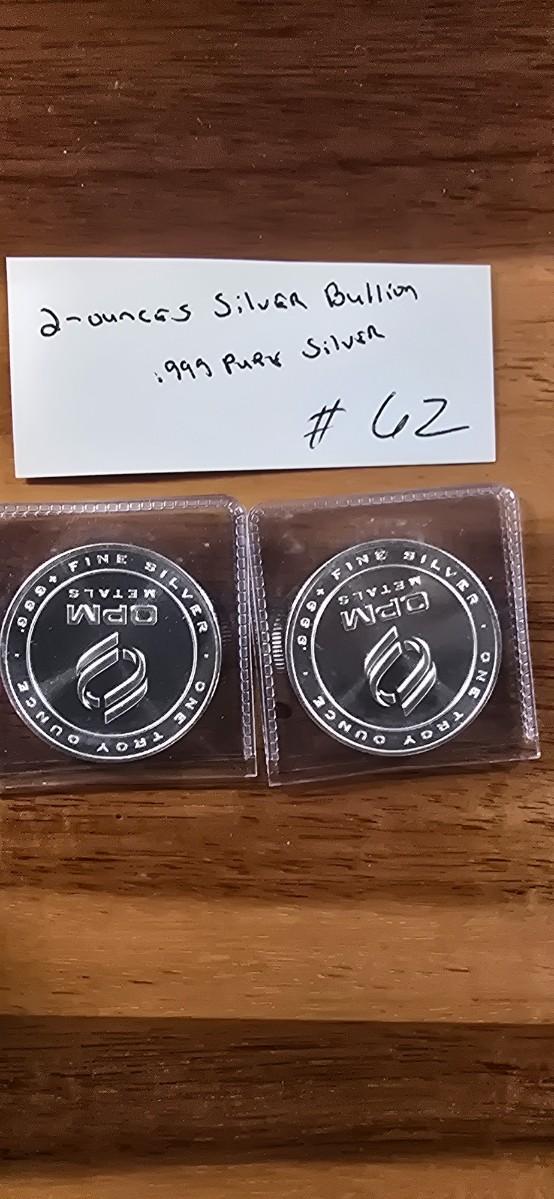 2-ounces Silver Bullion
.999 Pure Silver
# 62
.999+ FINE SILVER · ONE TROY OUNCE ·
OPM
METALS
.999+ FINE SILVER · ONE TROY OUNCE ·
OPM
METALS